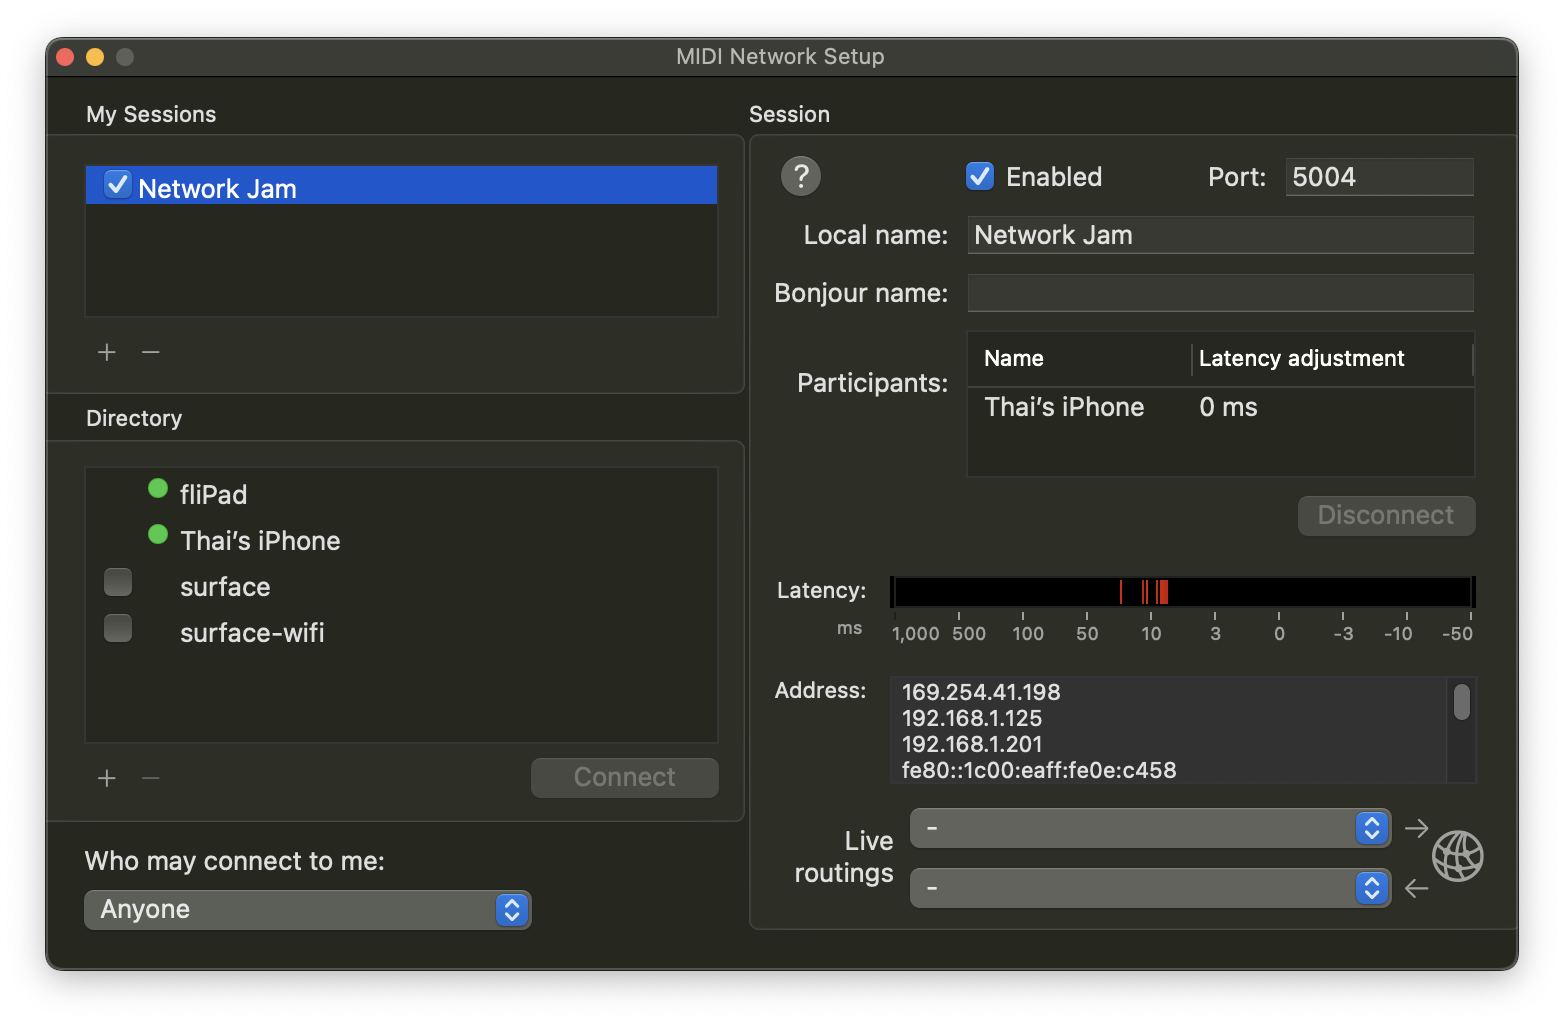 MIDI Network Setup
My Sessions
Network Jam
+ −
Directory
fliPad
Thai’s iPhone
surface
surface-wifi
+ −
Connect
Who may connect to me:
Anyone
Session
?
Enabled
Port: 5004
Local name: Network Jam
Bonjour name:
Participants:
Name Latency adjustment
Thai’s iPhone 0 ms
Disconnect
Latency:
ms 1,000 500 100 50 10 3 0 -3 -10 -50
Address:
169.254.41.198
192.168.1.125
192.168.1.201
fe80::1c00:eaff:fe0e:c458
Live
routings
-
-